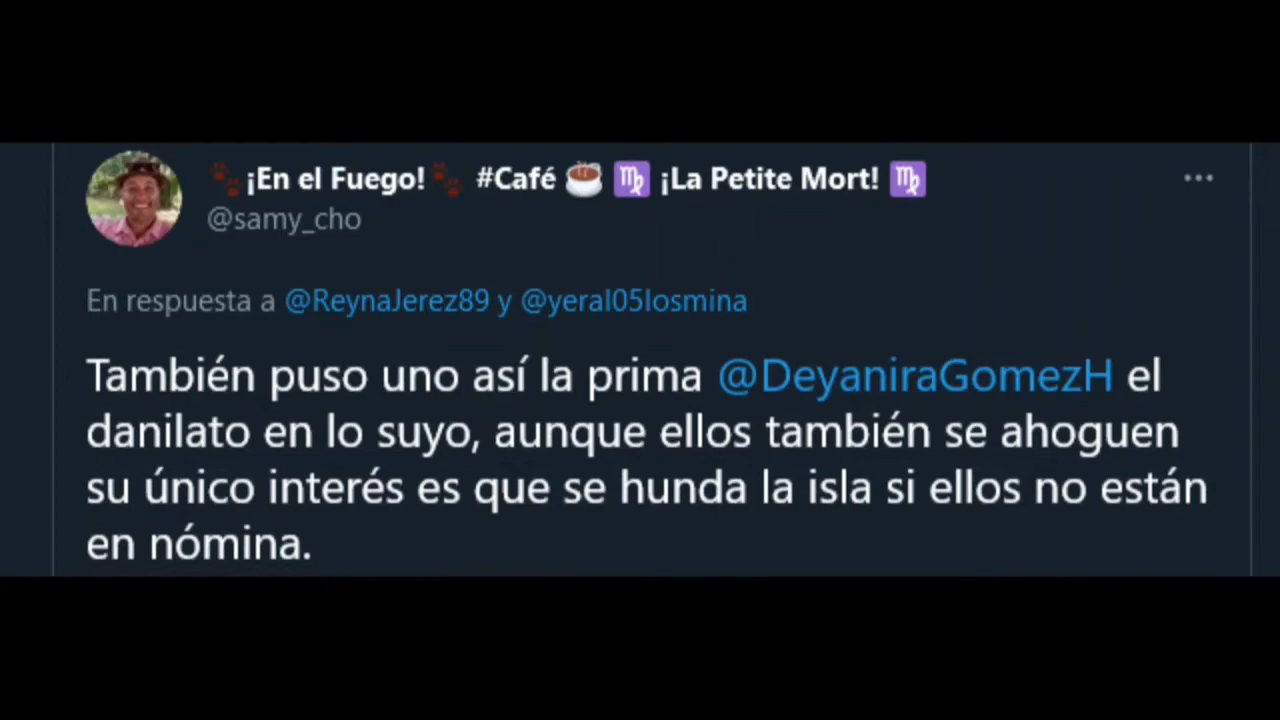 🐾¡En el Fuego!🐾 #Café ☕ ♍ ¡La Petite Mort! ♍
@samy_cho
En respuesta a @ReynaJerez89 y @yeral05losmina
También puso uno así la prima @DeyaniraGomezH el
danilato en lo suyo, aunque ellos también se ahoguen
su único interés es que se hunda la isla si ellos no están
en nómina.